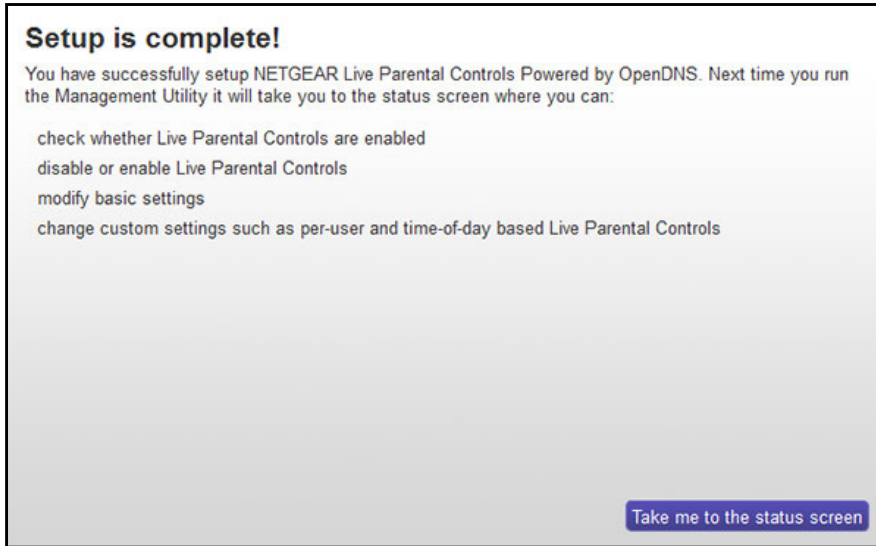 Setup is complete!
You have successfully setup NETGEAR Live Parental Controls Powered by OpenDNS. Next time you run
the Management Utility it will take you to the status screen where you can:
check whether Live Parental Controls are enabled
disable or enable Live Parental Controls
modify basic settings
change custom settings such as per-user and time-of-day based Live Parental Controls
Take me to the status screen